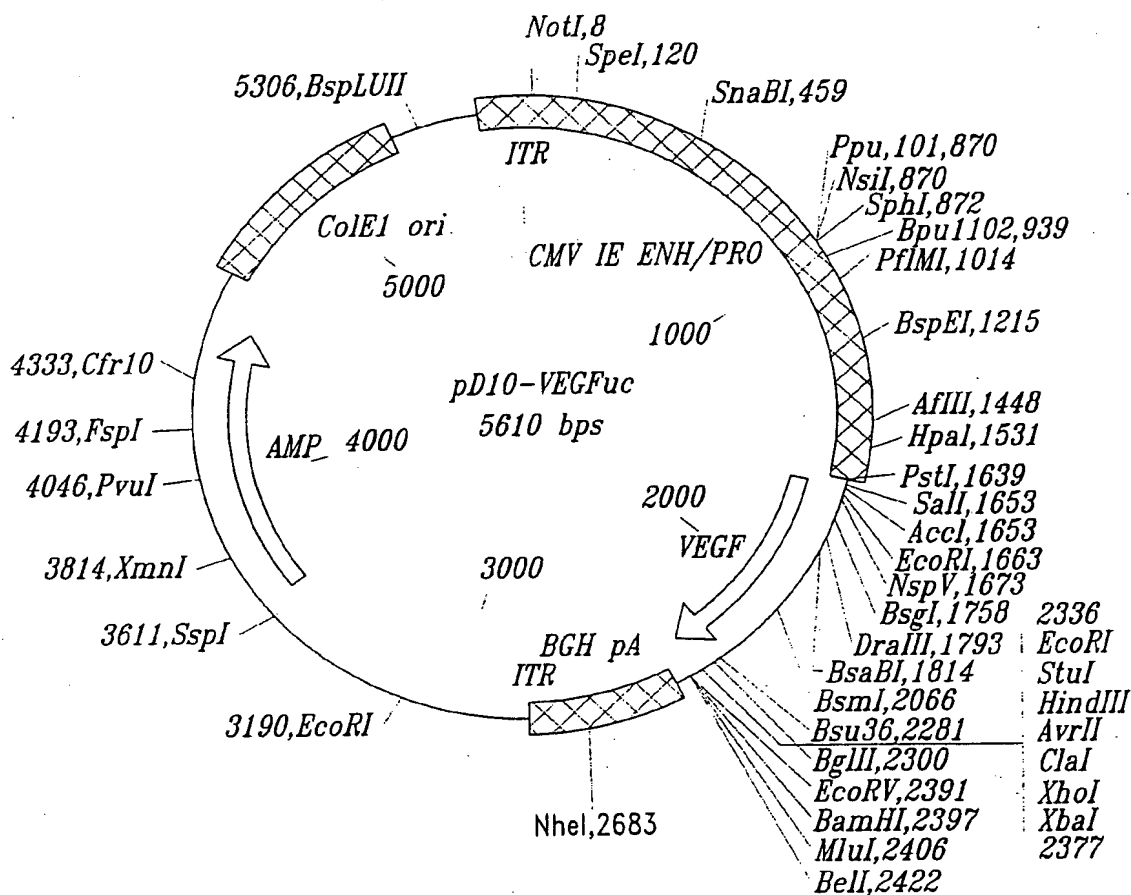 NotI,8
SpeI,120
5306,BspLUII
SnaBI,459
ITR
Ppu,101,870
NsiI,870
SphI,872
Bpu1102,939
PflMI,1014
ColE1 ori
CMV IE ENH/PRO
5000
1000
BspEI,1215
4333,Cfr10
pD10-VEGFuc
5610 bps
AflII,1448
4193,FspI
AMP
4000
HpaI,1531
4046,PvuI
PstI,1639
SalI,1653
2000
AccI,1653
VEGF
EcoRI,1663
3814,XmnI
3000
NspV,1673
BsgI,1758
2336
3611,SspI
DraIII,1793
EcoRI
BGH pA
BsaBI,1814
StuI
ITR
BsmI,2066
HindIII
3190,EcoRI
Bsu36,2281
AvrII
BglII,2300
ClaI
EcoRV,2391
XhoI
NheI,2683
BamHI,2397
XbaI
MluI,2406
2377
BelI,2422